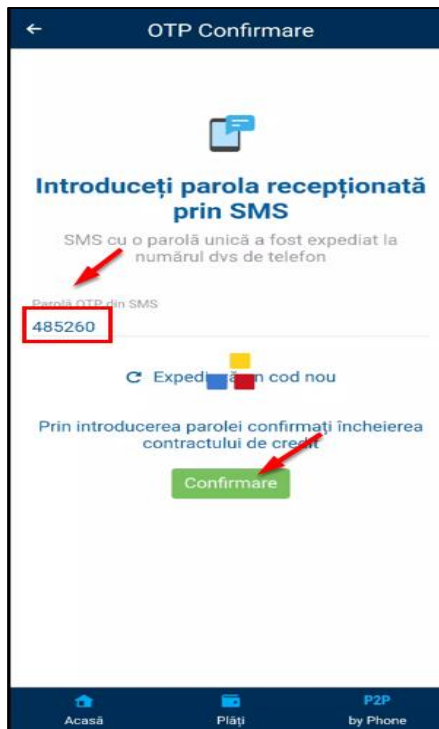 OTP Confirmare
Introduceți parola recepționată
prin SMS
SMS cu o parolă unică a fost expediat la
numărul dvs de telefon
Parolă OTP din SMS
485260
cod nou
Prin introducerea parolei confirmați încheierea
contractului de credit
Confirmare
Acasă
Plăți
P2P
by Phone